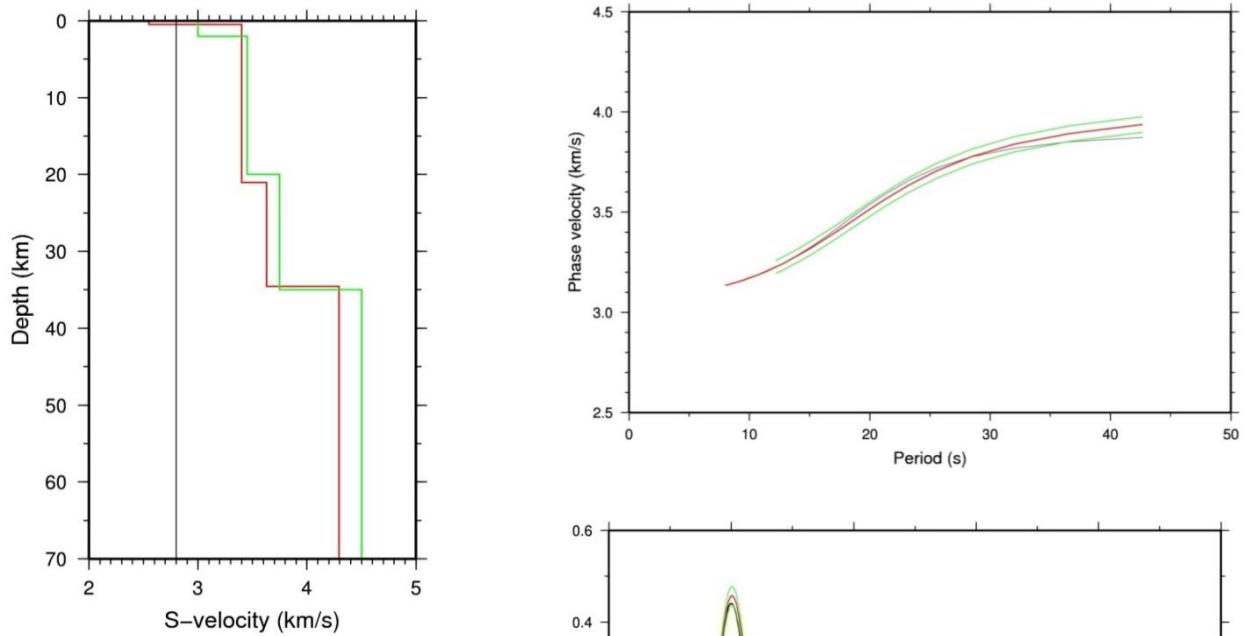 0
10
20
30
40
50
60
70
Depth (km)
2 3 4 5
S−velocity (km/s)
4.5
4.0
3.5
3.0
2.5
Phase velocity (km/s)
0 10 20 30 40 50
Period (s)
0.6
0.4